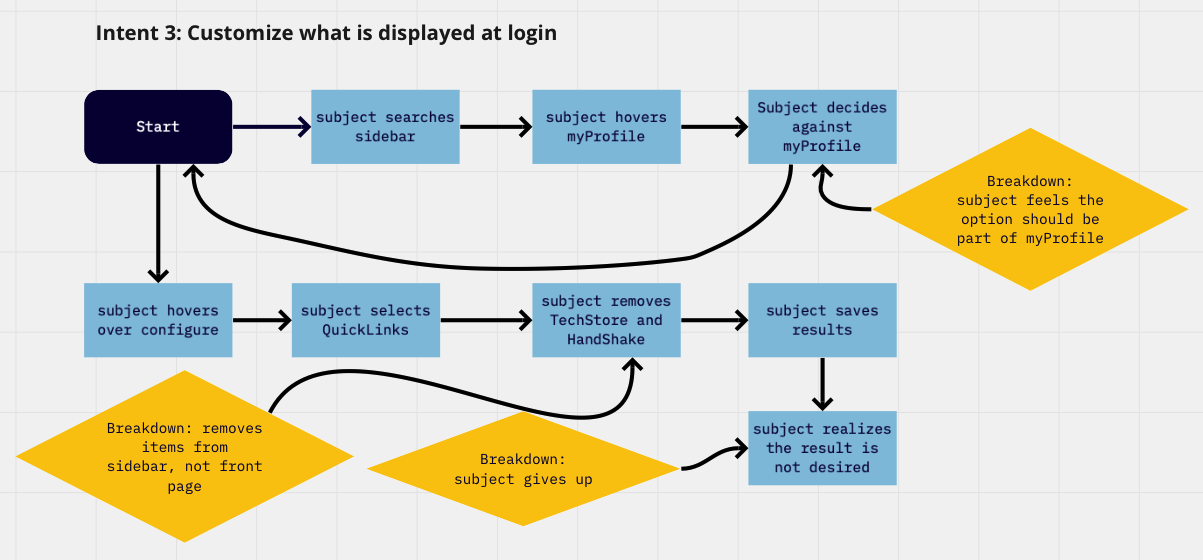 Intent 3: Customize what is displayed at login
Start
subject searches
sidebar
subject hovers
myProfile
Subject decides
against
myProfile
Breakdown:
subject feels the
option should be
part of myProfile
subject hovers
over configure
subject selects
QuickLinks
subject removes
TechStore and
HandShake
subject saves
results
Breakdown: removes
items from
sidebar, not front
page
Breakdown:
subject gives up
subject realizes
the result is
not desired